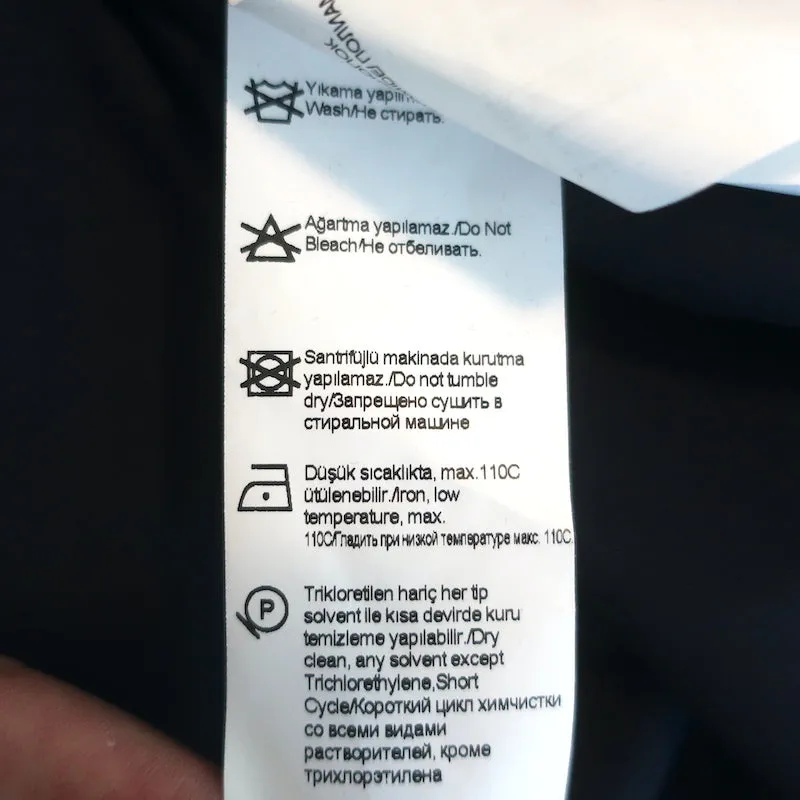 Yıkama
Wash/Не стирать.
Ağartma yapılamaz./Do Not
Bleach/Не отбеливать.
Santrifüjlü makinada kurutma
yapılamaz./Do not tumble
dry/Запрещено сушить в
стиральной машине
Düşük sıcaklıkta, max.110C
ütülenebilir./Iron, low
temperature, max.
110C/Гладить при низкой температуре макс. 110C
P
Trikloretilen hariç her tip
solvent ile kısa devirde kuru
temizleme yapılabilir./Dry
clean, any solvent except
Trichlorethylene,Short
Cycle/Короткий цикл химчистки
со всеми видами
растворителей, кроме
трихлорэтилена